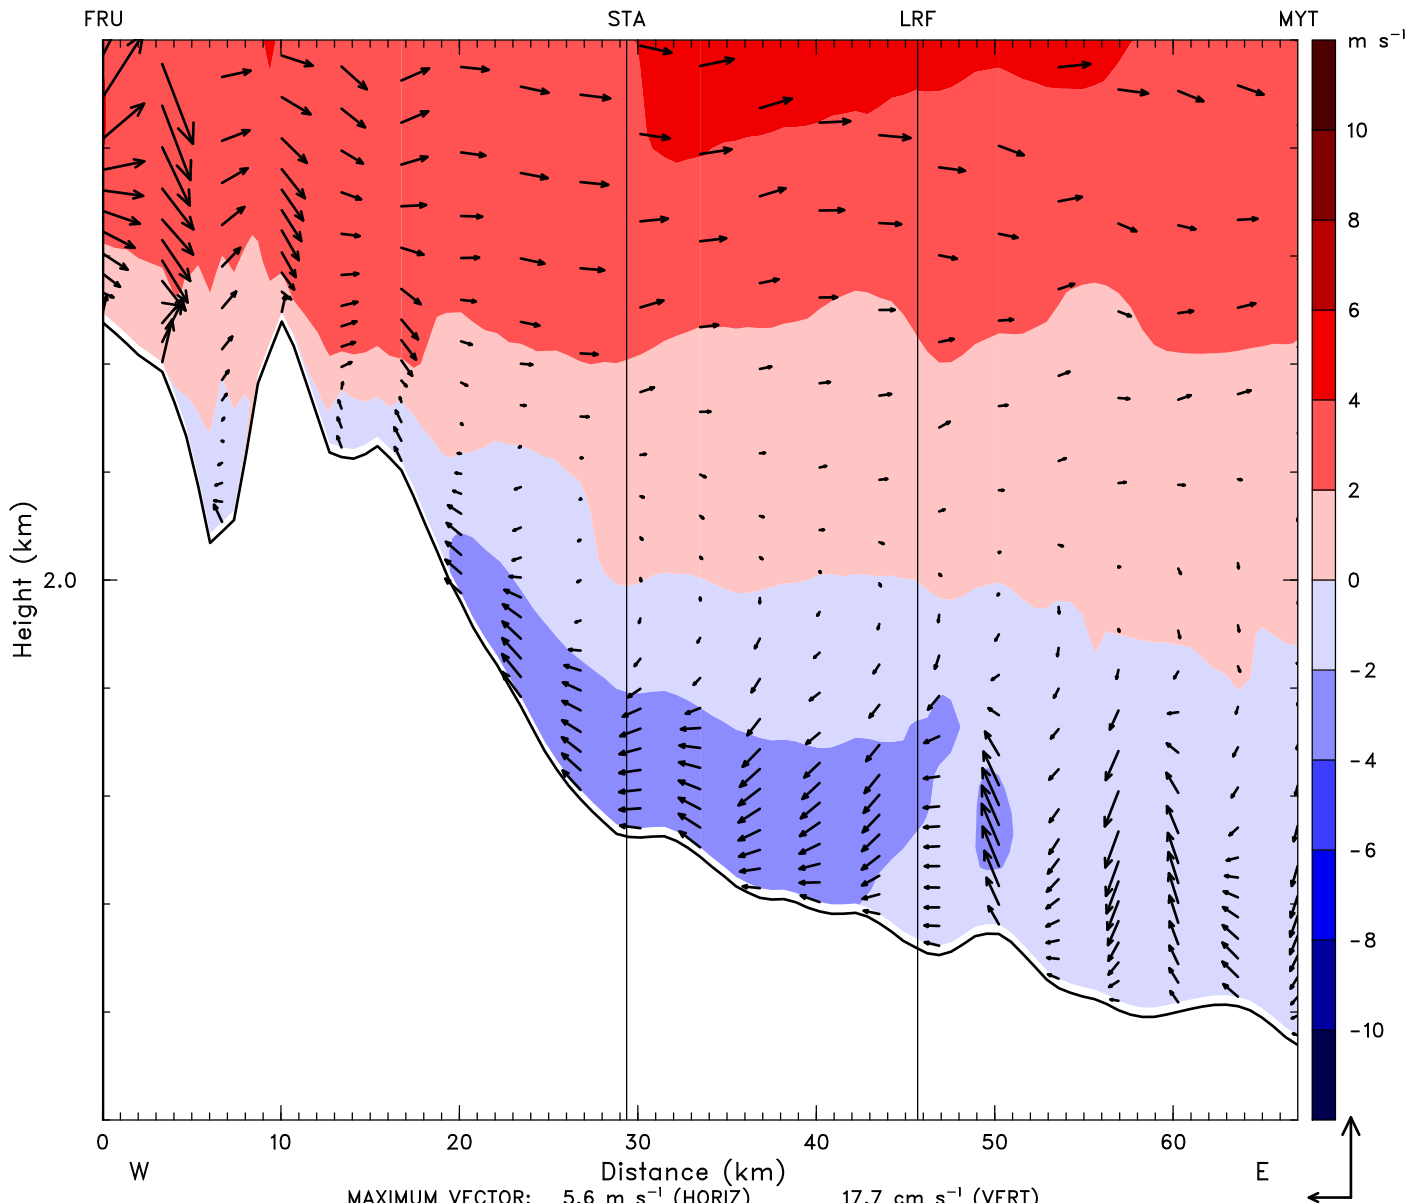 FRU STA LRF MYT
m s⁻¹
10
8
6
4
2
0
−2
−4
−6
−8
−10
Height (km)
2.0
0 10 20 30 40 50 60
W Distance (km) E
MAXIMUM VECTOR: 5.6 m s⁻¹ (HORIZ) 17.7 cm s⁻¹ (VERT)